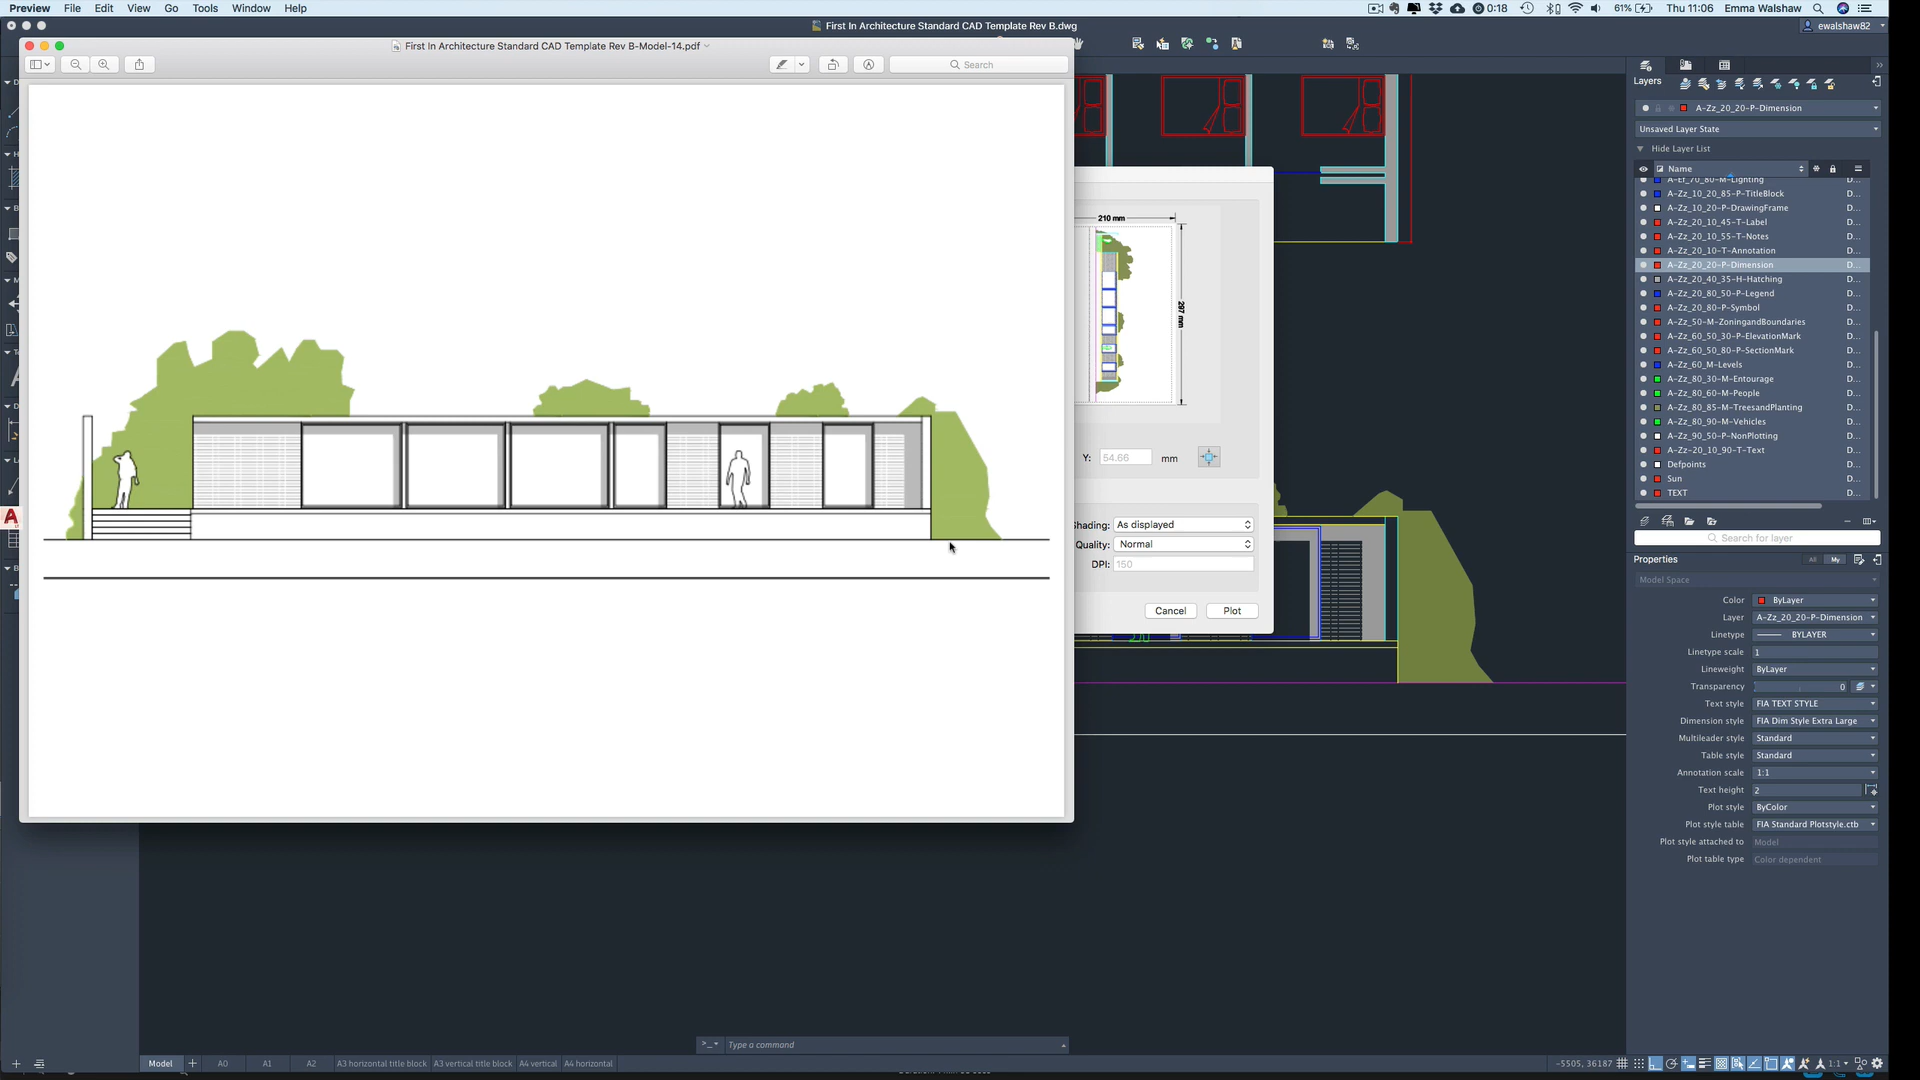 Preview File Edit View Go Tools Window Help
0:18 61% Thu 11:06 Emma Walshaw
First In Architecture Standard CAD Template Rev B.dwg
ewalshaw82
First In Architecture Standard CAD Template Rev B-Model-14.pdf
Search
Layers
A-Zz_20_20-P-Dimension
Unsaved Layer State
Hide Layer List
Name
A-Ef_70_80-M-Lighting D...
A-Zz_10_20_85-P-TitleBlock D...
A-Zz_10_20-P-DrawingFrame D...
A-Zz_20_10_45-T-Label D...
A-Zz_20_10_55-T-Notes D...
A-Zz_20_10-T-Annotation D...
A-Zz_20_20-P-Dimension D...
A-Zz_20_40_35-H-Hatching D...
A-Zz_20_80_50-P-Legend D...
A-Zz_20_80-P-Symbol D...
A-Zz_50-M-ZoningandBoundaries D...
A-Zz_60_50_30-P-ElevationMark D...
A-Zz_60_50_80-P-SectionMark D...
A-Zz_60_M-Levels D...
A-Zz_80_30-M-Entourage D...
A-Zz_80_60-M-People D...
A-Zz_80_85-M-TreesandPlanting D...
A-Zz_80_90-M-Vehicles D...
A-Zz_90_50-P-NonPlotting D...
A-Zz-20_10_90-T-Text D...
Defpoints D...
Sun D...
TEXT D...
Search for layer
210 mm
297 mm
Y: 54.66 mm
Shading: As displayed
Quality: Normal
DPI: 150
Cancel Plot
Properties All My
Model Space
Color ByLayer
Layer A-Zz_20_20-P-Dimension
Linetype BYLAYER
Linetype scale 1
Lineweight ByLayer
Transparency 0
Text style FIA TEXT STYLE
Dimension style FIA Dim Style Extra Large
Multileader style Standard
Table style Standard
Annotation scale 1:1
Text height 2
Plot style ByColor
Plot style table FIA Standard Plotstyle.ctb
Plot style attached to Model
Plot table type Color dependent
>_ Type a command
Model A0 A1 A2 A3 horizontal title block A3 vertical title block A4 vertical A4 horizontal
-5505, 36187 1:1